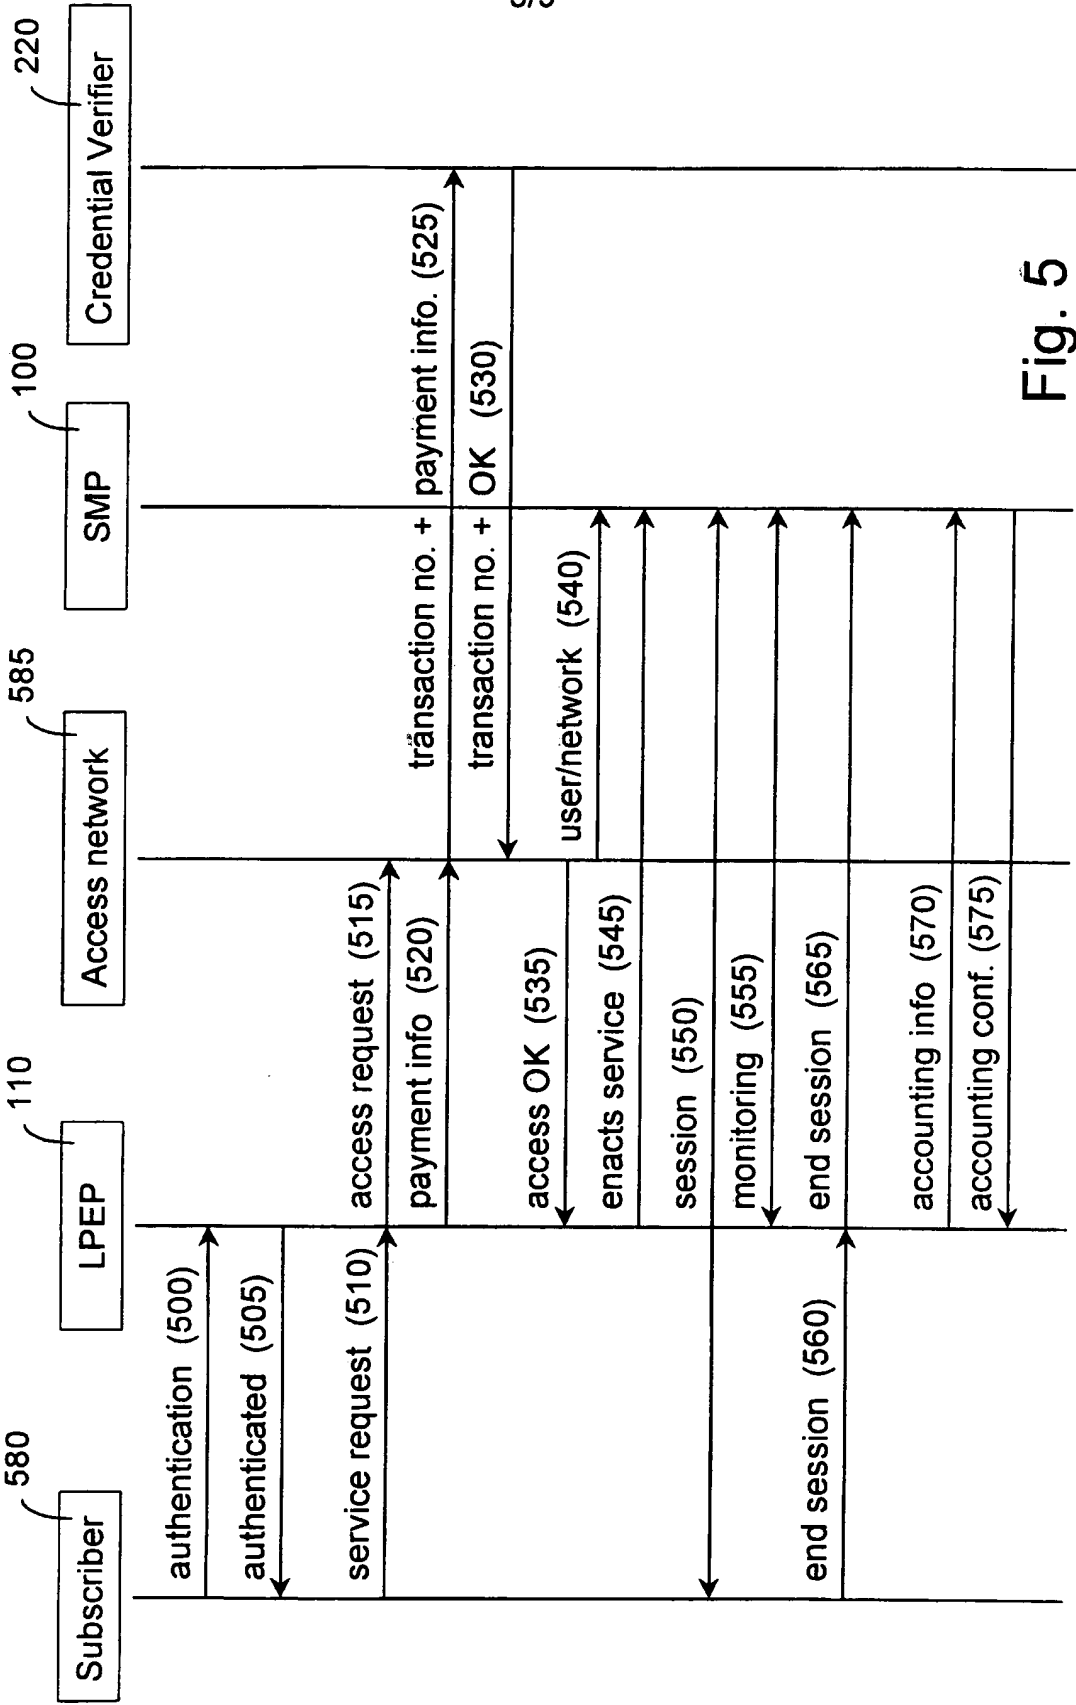 5/5
Subscriber
580
LPEP
110
Access network
585
SMP
100
Credential Verifier
220
authentication (500)
authenticated (505)
service request (510)
access request (515)
payment info (520)
transaction no. + payment info. (525)
transaction no. + OK (530)
access OK (535)
user/network (540)
enacts service (545)
session (550)
monitoring (555)
end session (560)
end session (565)
accounting info (570)
accounting conf. (575)
Fig. 5